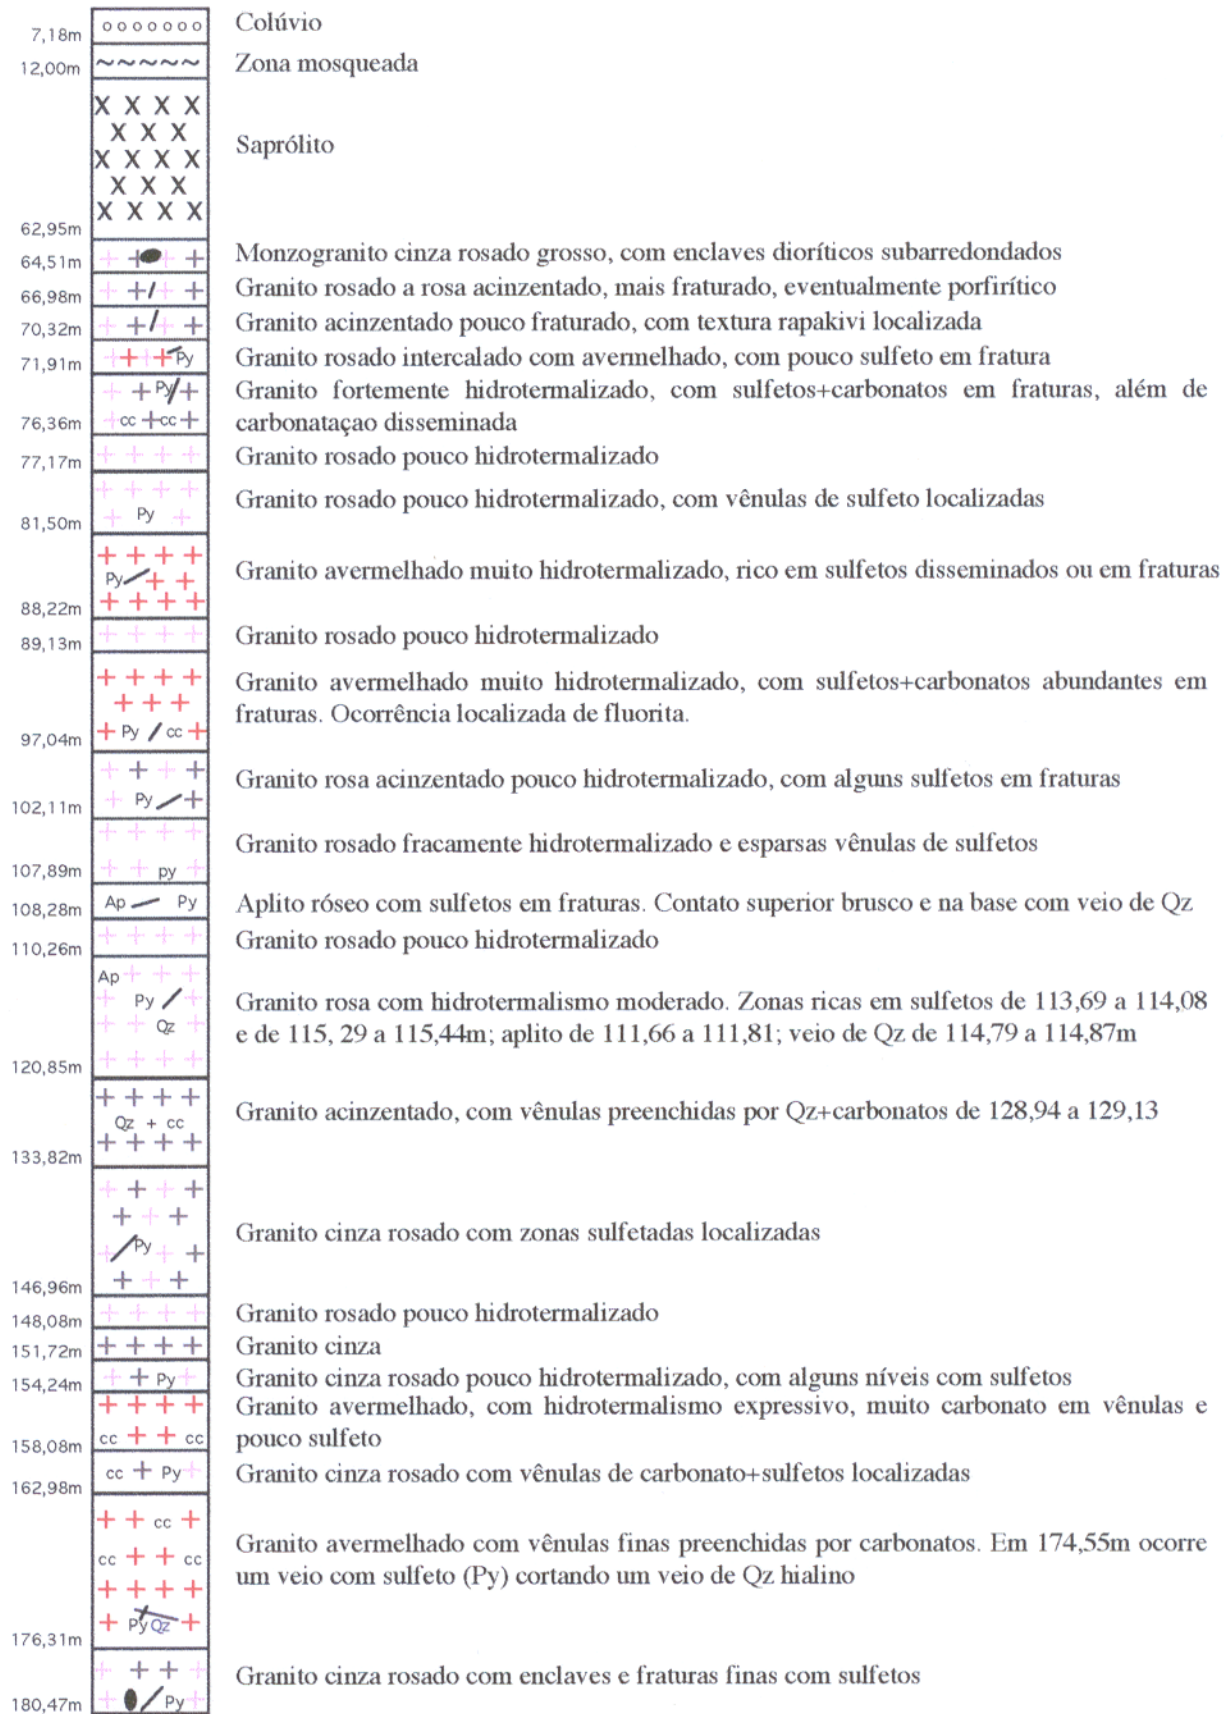 7,18m Colúvio
12,00m Zona mosqueada
Saprólito
62,95m
64,51m Monzogranito cinza rosado grosso, com enclaves dioríticos subarredondados
66,98m Granito rosado a rosa acinzentado, mais fraturado, eventualmente porfirítico
70,32m Granito acinzentado pouco fraturado, com textura rapakivi localizada
71,91m Py Granito rosado intercalado com avermelhado, com pouco sulfeto em fratura
Py Granito fortemente hidrotermalizado, com sulfetos+carbonatos em fraturas, além de
76,36m cc cc carbonataçao disseminada
77,17m Granito rosado pouco hidrotermalizado
Granito rosado pouco hidrotermalizado, com vênulas de sulfeto localizadas
81,50m Py
Py Granito avermelhado muito hidrotermalizado, rico em sulfetos disseminados ou em fraturas
88,22m
89,13m Granito rosado pouco hidrotermalizado
Granito avermelhado muito hidrotermalizado, com sulfetos+carbonatos abundantes em
fraturas. Ocorrência localizada de fluorita.
97,04m Py cc
Granito rosa acinzentado pouco hidrotermalizado, com alguns sulfetos em fraturas
102,11m Py
Granito rosado fracamente hidrotermalizado e esparsas vênulas de sulfetos
107,89m py
108,28m Ap Py Aplito róseo com sulfetos em fraturas. Contato superior brusco e na base com veio de Qz
110,26m Granito rosado pouco hidrotermalizado
Ap
Py Granito rosa com hidrotermalismo moderado. Zonas ricas em sulfetos de 113,69 a 114,08
Qz e de 115, 29 a 115,44m; aplito de 111,66 a 111,81; veio de Qz de 114,79 a 114,87m
120,85m
Qz + cc Granito acinzentado, com vênulas preenchidas por Qz+carbonatos de 128,94 a 129,13
133,82m
Py Granito cinza rosado com zonas sulfetadas localizadas
146,96m
148,08m Granito rosado pouco hidrotermalizado
151,72m Granito cinza
154,24m Py Granito cinza rosado pouco hidrotermalizado, com alguns níveis com sulfetos
Granito avermelhado, com hidrotermalismo expressivo, muito carbonato em vênulas e
158,08m cc cc pouco sulfeto
162,98m cc Py Granito cinza rosado com vênulas de carbonato+sulfetos localizadas
cc
cc cc Granito avermelhado com vênulas finas preenchidas por carbonatos. Em 174,55m ocorre
um veio com sulfeto (Py) cortando um veio de Qz hialino
176,31m Py Qz
Granito cinza rosado com enclaves e fraturas finas com sulfetos
180,47m Py